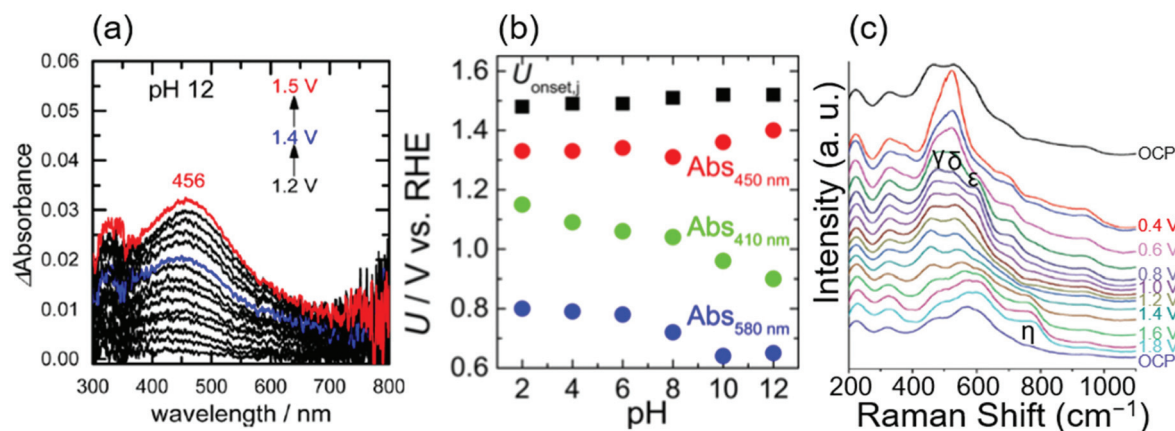 (a)
ΔAbsorbance
0.06
0.05
0.04
0.03
0.02
0.01
0.00
pH 12
1.5 V
1.4 V
1.2 V
456
300 400 500 600 700 800
wavelength / nm
(b)
U / V vs. RHE
1.6
1.4
1.2
1.0
0.8
0.6
Uonset,j
Abs450 nm
Abs410 nm
Abs580 nm
2 4 6 8 10 12
pH
(c)
Intensity (a. u.)
OCP
γ δ ε
0.4 V
0.6 V
0.8 V
1.0 V
1.2 V
1.4 V
1.6 V
1.8 V
OCP
η
200 400 600 800 1000
Raman Shift (cm⁻¹)